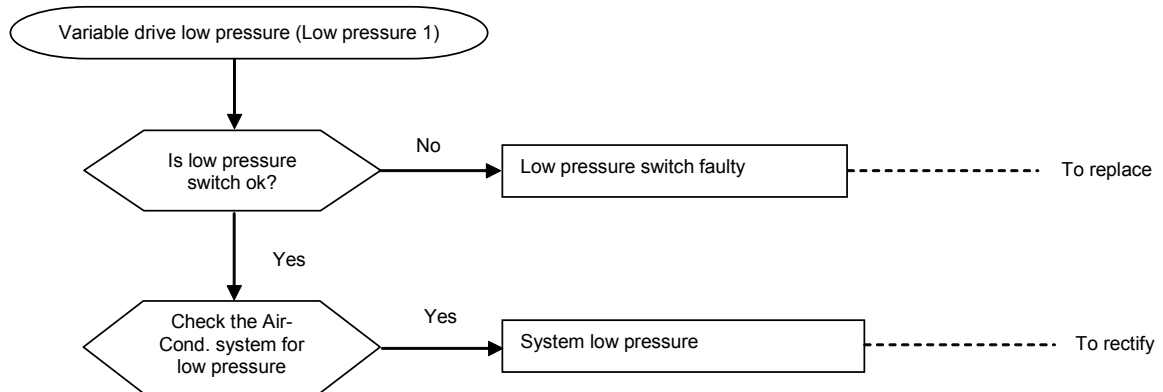 Variable drive low pressure (Low pressure 1)
Is low pressure
switch ok?
No
Low pressure switch faulty
To replace
Yes
Check the Air-
Cond. system for
low pressure
Yes
System low pressure
To rectify